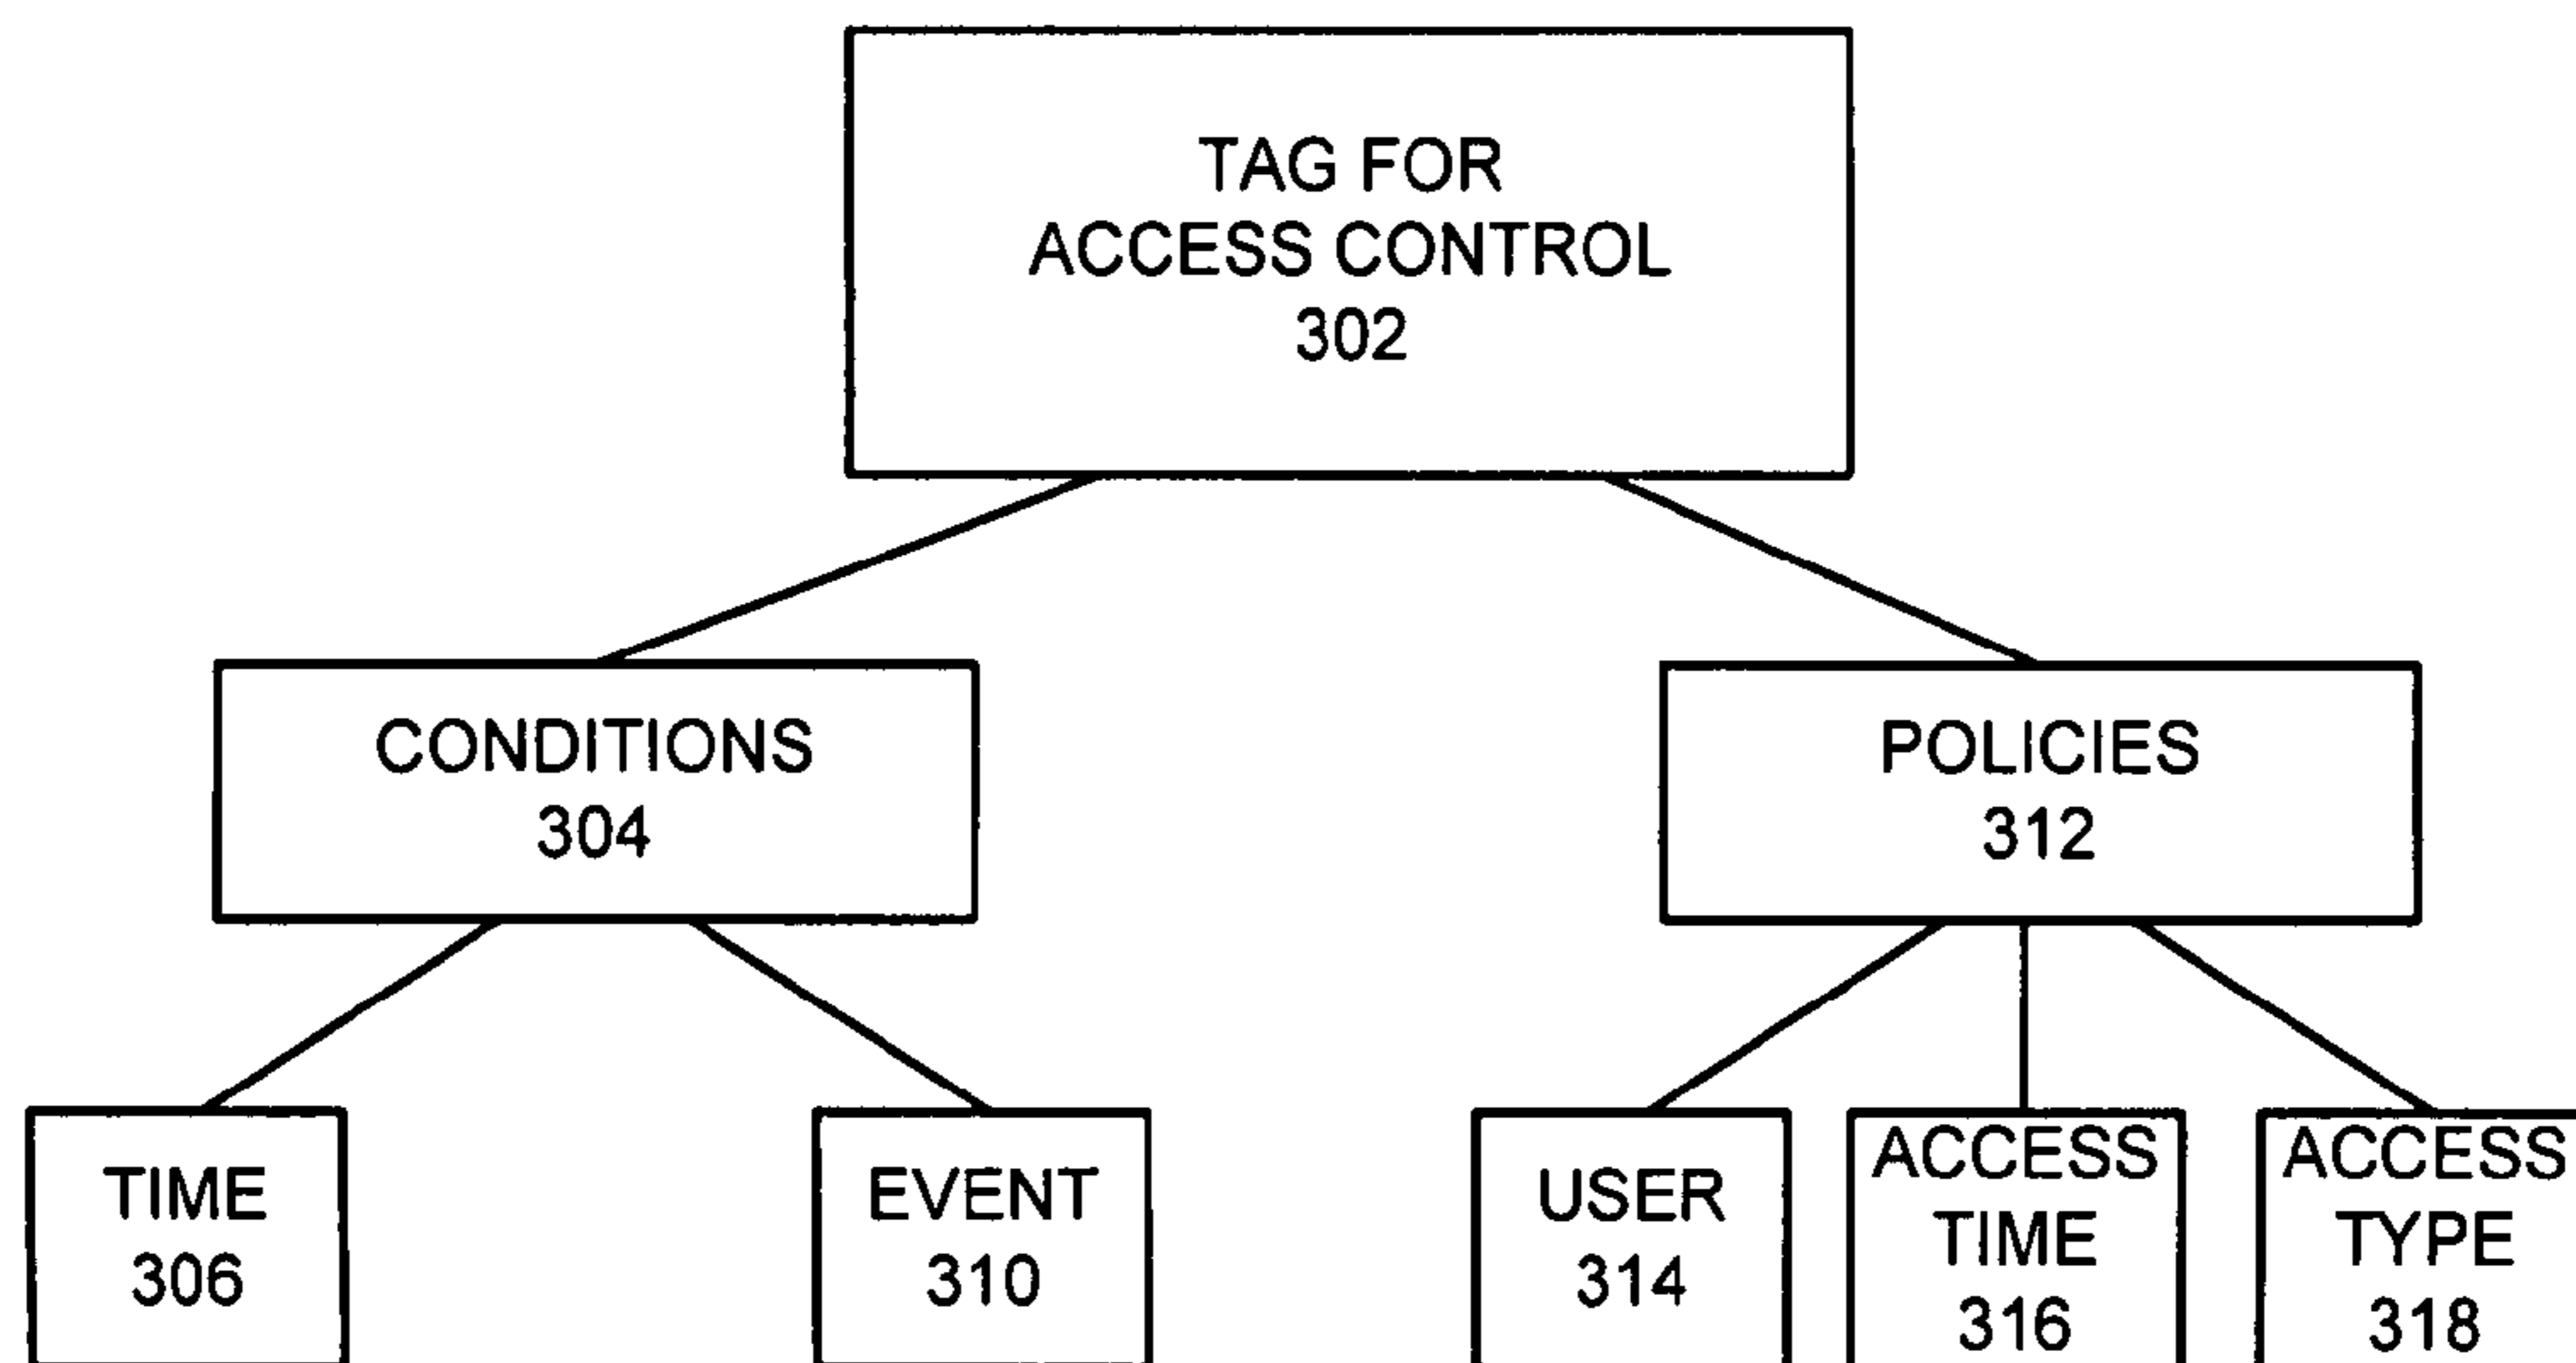 TAG FOR
ACCESS CONTROL
302
CONDITIONS
304
POLICIES
312
TIME
306
EVENT
310
USER
314
ACCESS
TIME
316
ACCESS
TYPE
318